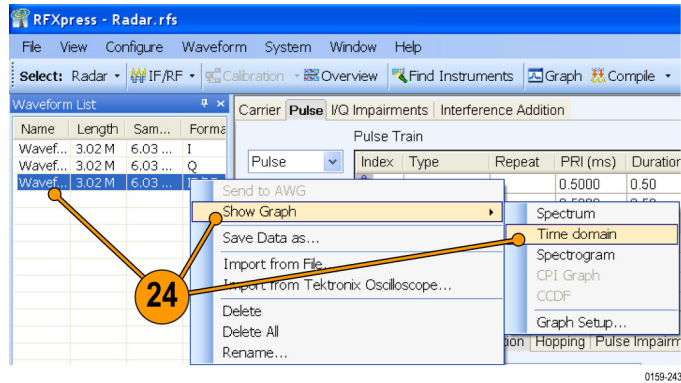 RFXpress - Radar.rfs
File View Configure Waveform System Window Help
Select: Radar IF/RF Calibration Overview Find Instruments Graph Compile
Waveform List
Carrier Pulse I/Q Impairments Interference Addition
Name Length Sam... Forma
Pulse Train
Wavef... 3.02 M 6.03 ... I
Pulse Index Type Repeat PRI (ms) Duration
Wavef... 3.02 M 6.03 ... Q
Wavef... 3.02 M 6.03 ...
0.5000 0.50
Send to AWG
Show Graph
Spectrum
Time domain
Save Data as...
Spectrogram
Import from File...
CPI Graph
Import from Tektronix Oscilloscope...
CCDF
24
Delete
Graph Setup...
Delete All
Hopping Pulse Impairm
Rename...
0159-243